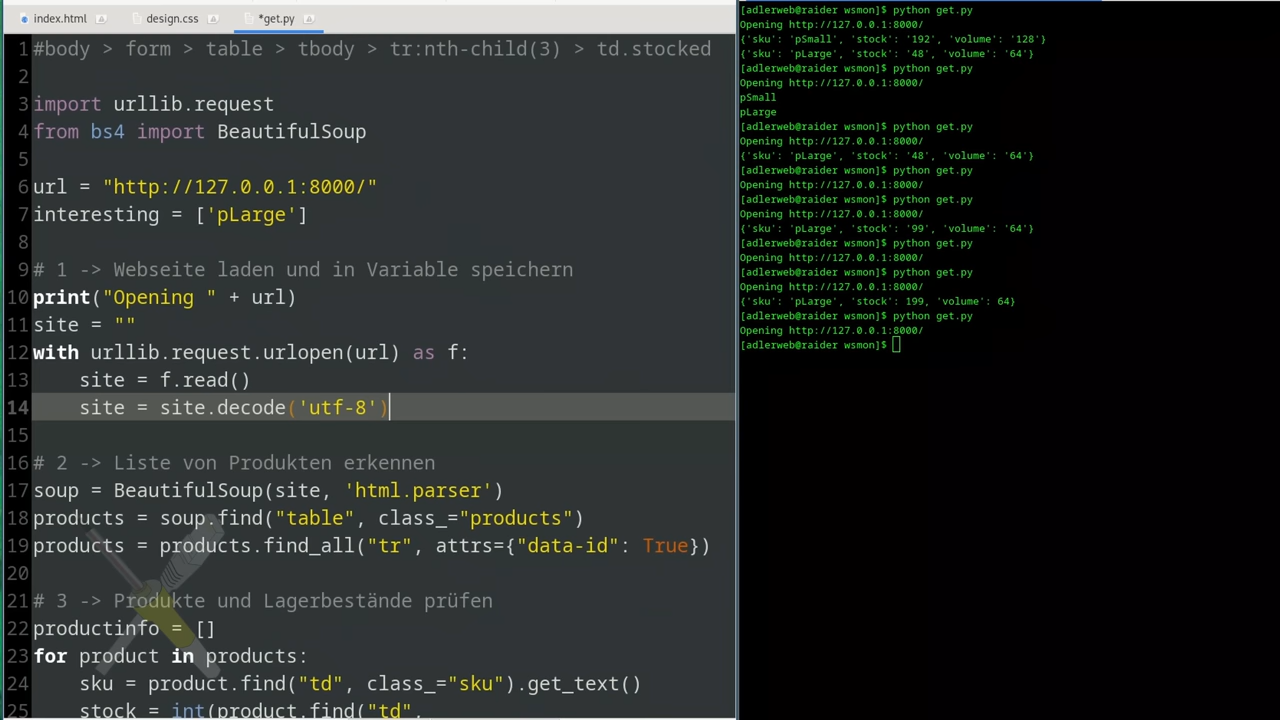 index.html
design.css
*get.py
1 #body > form > table > tbody > tr:nth-child(3) > td.stocked
2
3 import urllib.request
4 from bs4 import BeautifulSoup
5
6 url = "http://127.0.0.1:8000/"
7 interesting = ['pLarge']
8
9 # 1 -> Webseite laden und in Variable speichern
10 print("Opening " + url)
11 site = ""
12 with urllib.request.urlopen(url) as f:
13     site = f.read()
14     site = site.decode('utf-8')
15
16 # 2 -> Liste von Produkten erkennen
17 soup = BeautifulSoup(site, 'html.parser')
18 products = soup.find("table", class_="products")
19 products = products.find_all("tr", attrs={"data-id": True})
20
21 # 3 -> Produkte und Lagerbestände prüfen
22 productinfo = []
23 for product in products:
24     sku = product.find("td", class_="sku").get_text()
25     stock = int(product.find("td",
[adlerweb@raider wsmon]$ python get.py
Opening http://127.0.0.1:8000/
{'sku': 'pSmall', 'stock': '192', 'volume': '128'}
{'sku': 'pLarge', 'stock': '48', 'volume': '64'}
[adlerweb@raider wsmon]$ python get.py
Opening http://127.0.0.1:8000/
pSmall
pLarge
[adlerweb@raider wsmon]$ python get.py
Opening http://127.0.0.1:8000/
{'sku': 'pLarge', 'stock': '48', 'volume': '64'}
[adlerweb@raider wsmon]$ python get.py
Opening http://127.0.0.1:8000/
[adlerweb@raider wsmon]$ python get.py
Opening http://127.0.0.1:8000/
{'sku': 'pLarge', 'stock': '99', 'volume': '64'}
[adlerweb@raider wsmon]$ python get.py
Opening http://127.0.0.1:8000/
[adlerweb@raider wsmon]$ python get.py
Opening http://127.0.0.1:8000/
{'sku': 'pLarge', 'stock': 199, 'volume': 64}
[adlerweb@raider wsmon]$ python get.py
Opening http://127.0.0.1:8000/
[adlerweb@raider wsmon]$